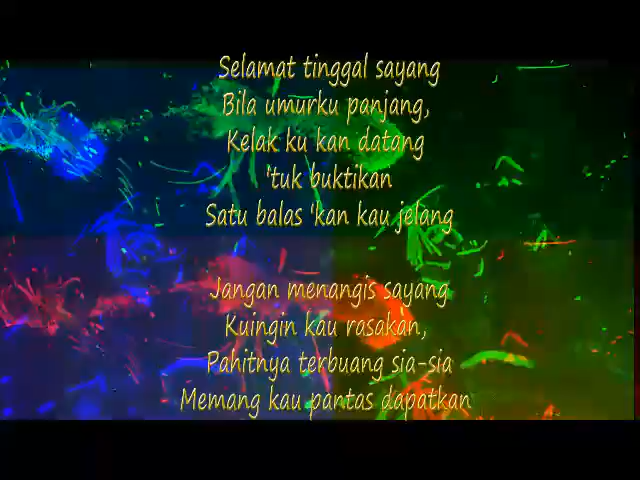 Selamat tinggal sayang
Bila umurku panjang,
Kelak ku kan datang
'tuk buktikan
Satu balas 'kan kau jelang
Jangan menangis sayang
Kuingin kau rasakan,
Pahitnya terbuang sia-sia
Memang kau pantas dapatkan